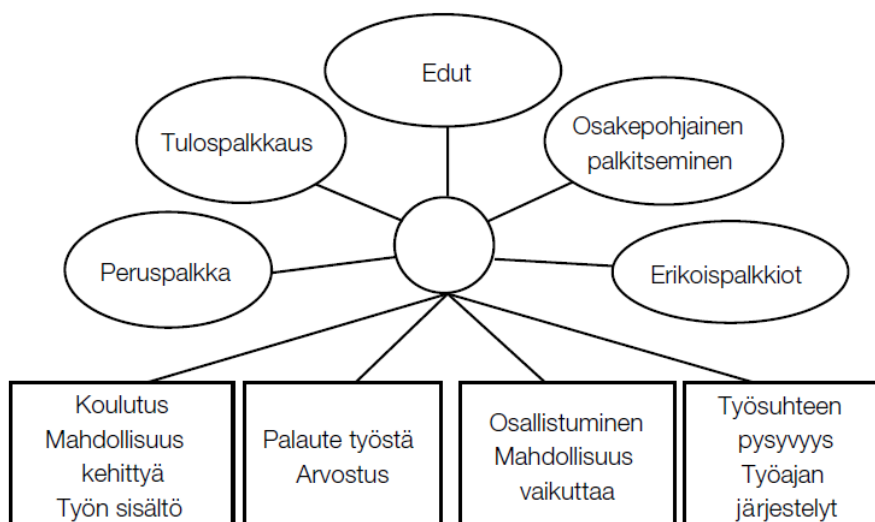 Edut
Tulospalkkaus
Osakepohjainen
palkitseminen
Peruspalkka
Erikoispalkkiot
Koulutus
Mahdollisuus
kehittyä
Työn sisältö
Palaute työstä
Arvostus
Osallistuminen
Mahdollisuus
vaikuttaa
Työsuhteen
pysyvyys
Työajan
järjestelyt